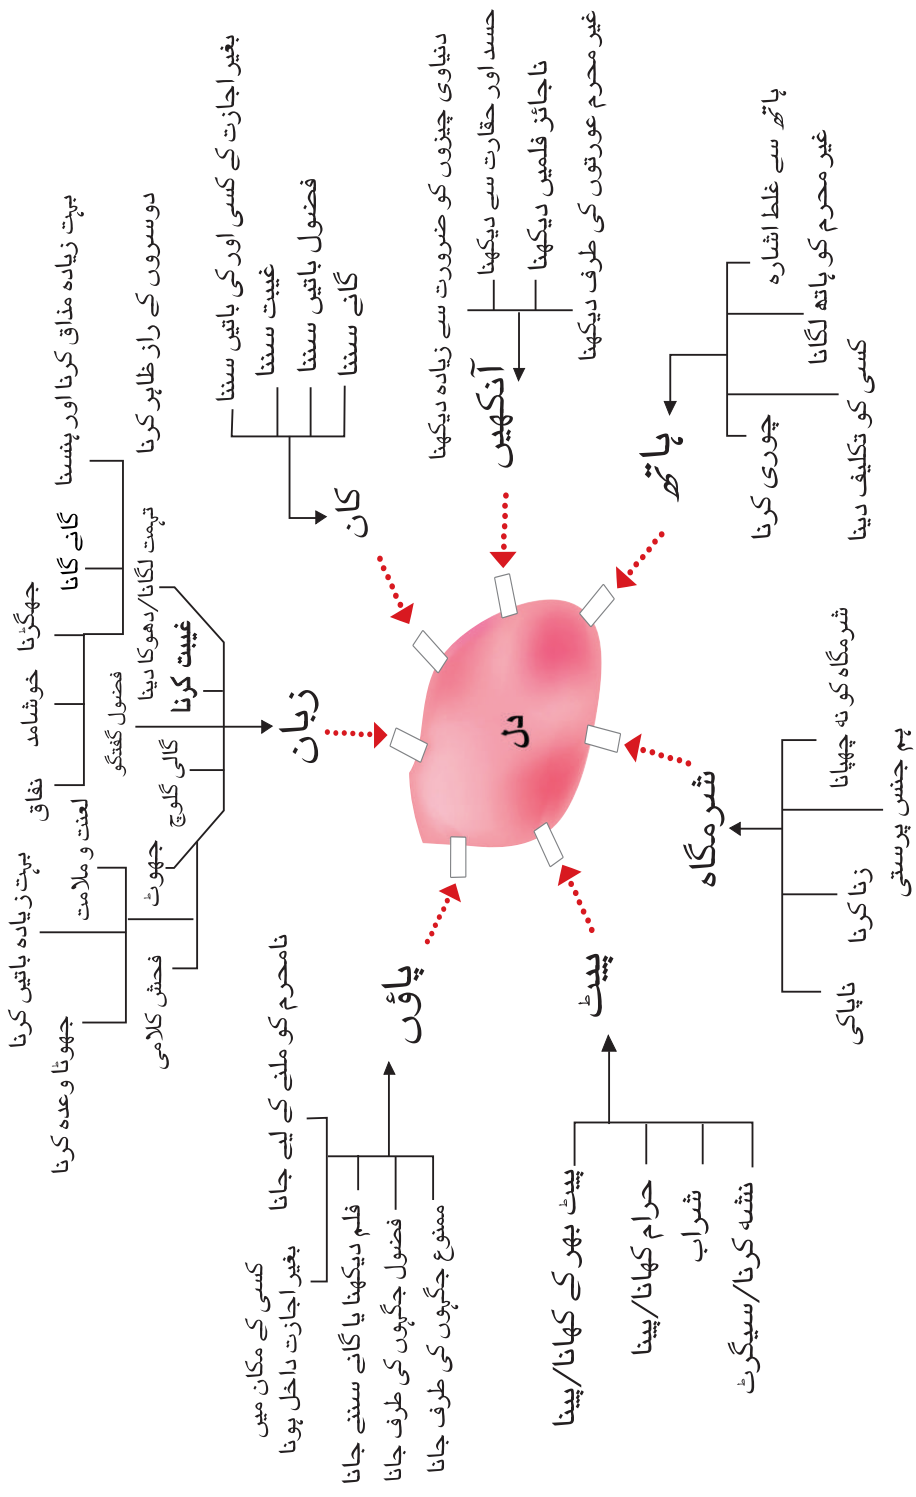 دل
زبان
بہت زیادہ مذاق کرنا اور ہنسنا
گانے گانا
دوسروں کے راز ظاہر کرنا
جھگڑنا
خوشامد
نفاق
تہمت لگانا/دھوکا دینا
غیبت کرنا
فضول گفتگو
گالی گلوچ
جھوٹ
لعنت و ملامت
بہت زیادہ باتیں کرنا
جھوٹا وعدہ کرنا
فحش کلامی
کان
بغیر اجازت کے کسی اور کی باتیں سننا
غیبت سننا
فضول باتیں سننا
گانے سننا
آنکھیں
دنیاوی چیزوں کو ضرورت سے زیادہ دیکھنا
حسد اور حقارت سے دیکھنا
ناجائز فلمیں دیکھنا
غیر محرم عورتوں کی طرف دیکھنا
ہاتھ
ہاتھ سے غلط اشارہ
غیر محرم کو ہاتھ لگانا
کسی کو تکلیف دینا
چوری کرنا
شرمگاہ
شرمگاہ کو نہ چھپانا
ہم جنس پرستی
زنا کرنا
ناپاکی
پیٹ
پیٹ بھر کے کھانا/پینا
حرام کھانا/پینا
شراب
نشہ کرنا/سیگرٹ
پاؤں
نامحرم کو ملنے کے لیے جانا
کسی کے مکان میں
بغیر اجازت داخل ہونا
فلم دیکھنا یا گانے سننے جانا
فضول جگہوں کی طرف جانا
ممنوع جگہوں کی طرف جانا